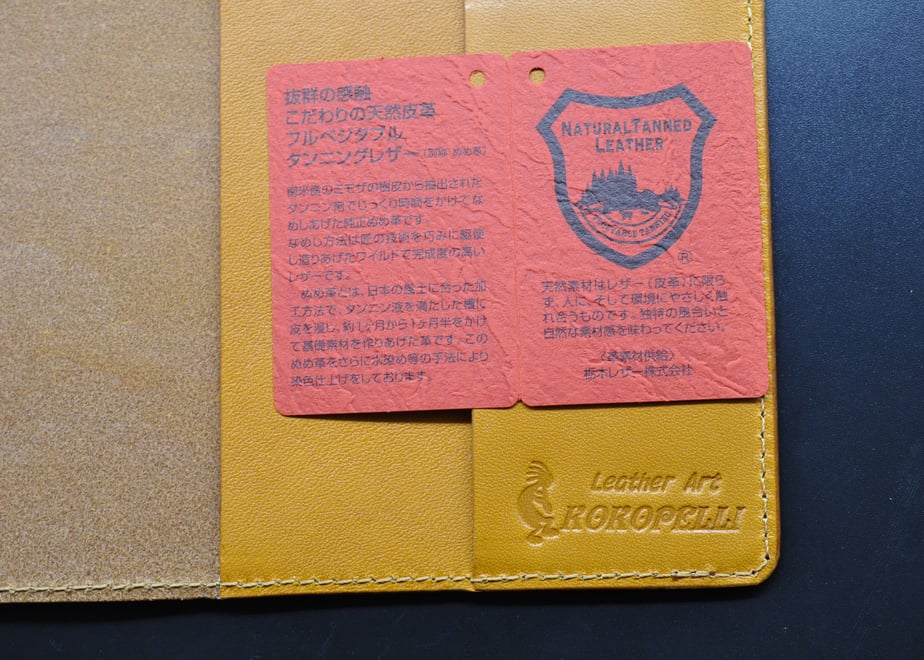 抜群の感触
こだわりの天然皮革
フルベジタブル
タンニングレザー(別称 ぬめ革)
南米産のミモザの樹皮から抽出された
タンニン剤でじっくり時間をかけてな
めしあげた純正ぬめ革です。
なめし方法は匠の技術を巧みに駆使
し造りあげたワイルドで完成度の高い
レザーです。
ぬめ革とは、日本の風土に合った加
工方法で、タンニン液を満たした槽に
皮を浸し、約1ヶ月から1ヶ月半をかけ
て基礎素材を作りあげた革です。この
ぬめ革をさらに水染め等の手法により
染色仕上げをしております。
NATURAL TANNED
LEATHER
VEGETABLE TANNED
®
天然素材はレザー(皮革)に限ら
ず、人に、そして環境にやさしく触
れ合うものです。独特の風合いと
自然な素材感を味わってください。
〈革素材供給〉
栃木レザー株式会社
Leather Art
KOKOPELLI